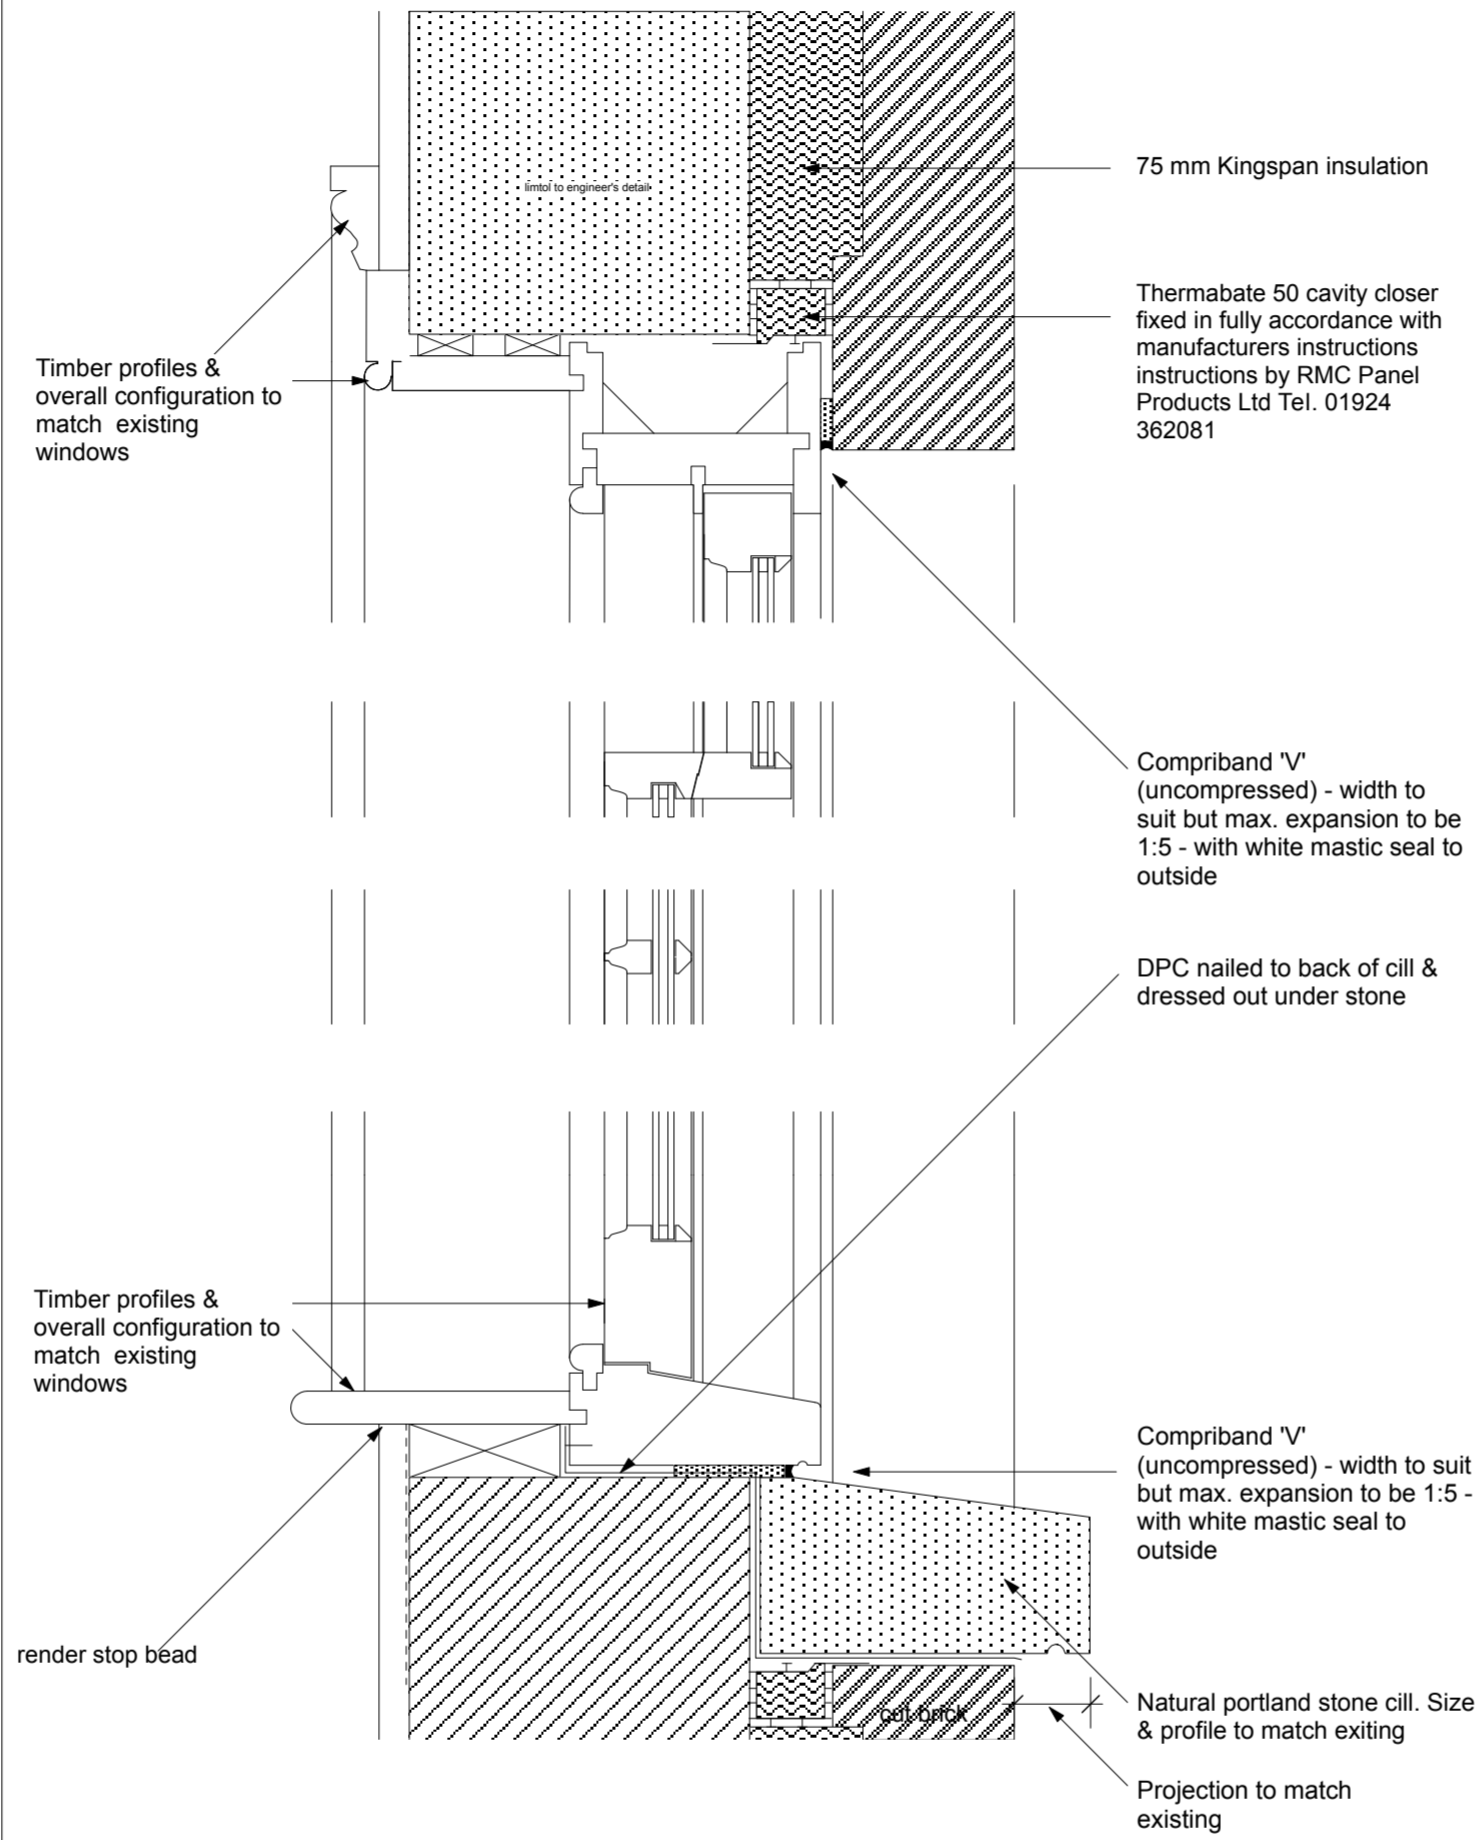 75 mm Kingspan insulation
limtol to engineer's detail
Thermabate 50 cavity closer
fixed in fully accordance with
manufacturers instructions
instructions by RMC Panel
Products Ltd Tel. 01924
362081
Timber profiles &
overall configuration to
match existing
windows
Compriband 'V'
(uncompressed) - width to
suit but max. expansion to be
1:5 - with white mastic seal to
outside
DPC nailed to back of cill &
dressed out under stone
Timber profiles &
overall configuration to
match existing
windows
Compriband 'V'
(uncompressed) - width to suit
but max. expansion to be 1:5 -
with white mastic seal to
outside
render stop bead
Natural portland stone cill. Size
& profile to match exiting
cut brick
Projection to match
existing